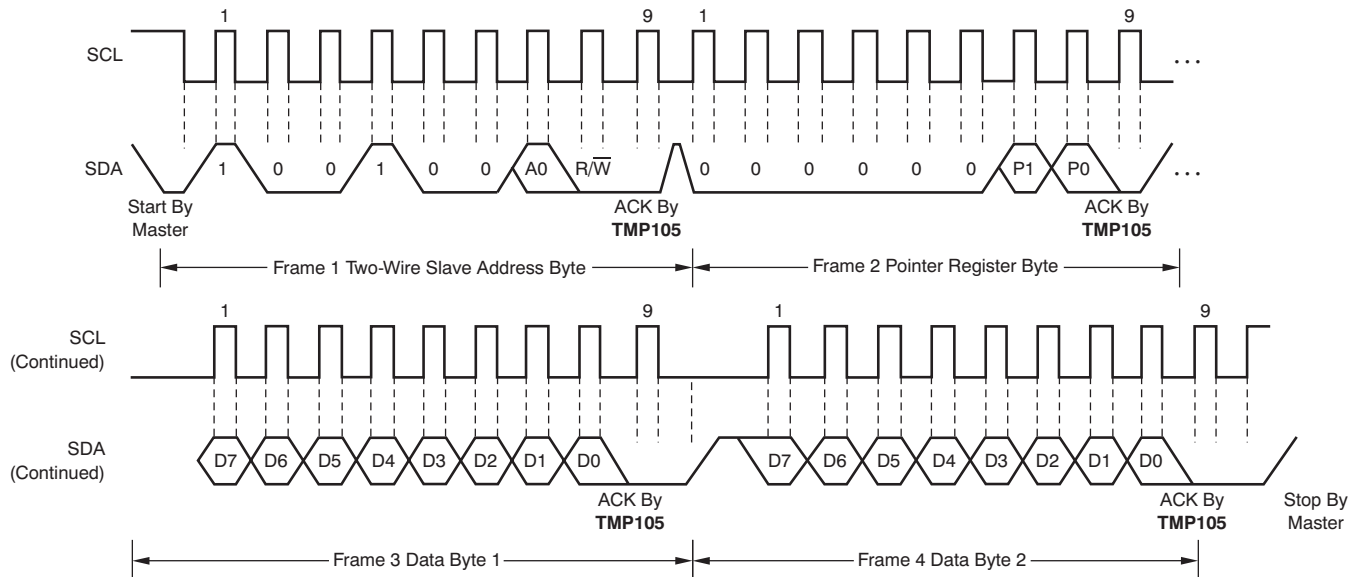 1 9 1 9
SCL
...
SDA
1 0 0 1 0 0 A0 R/W̅ 0 0 0 0 0 0 P1 P0 ...
Start By
Master
ACK By
TMP105
ACK By
TMP105
Frame 1 Two-Wire Slave Address Byte
Frame 2 Pointer Register Byte
1 9 1 9
SCL
(Continued)
SDA
(Continued)
D7 D6 D5 D4 D3 D2 D1 D0 D7 D6 D5 D4 D3 D2 D1 D0
ACK By
TMP105
ACK By
TMP105
Stop By
Master
Frame 3 Data Byte 1
Frame 4 Data Byte 2